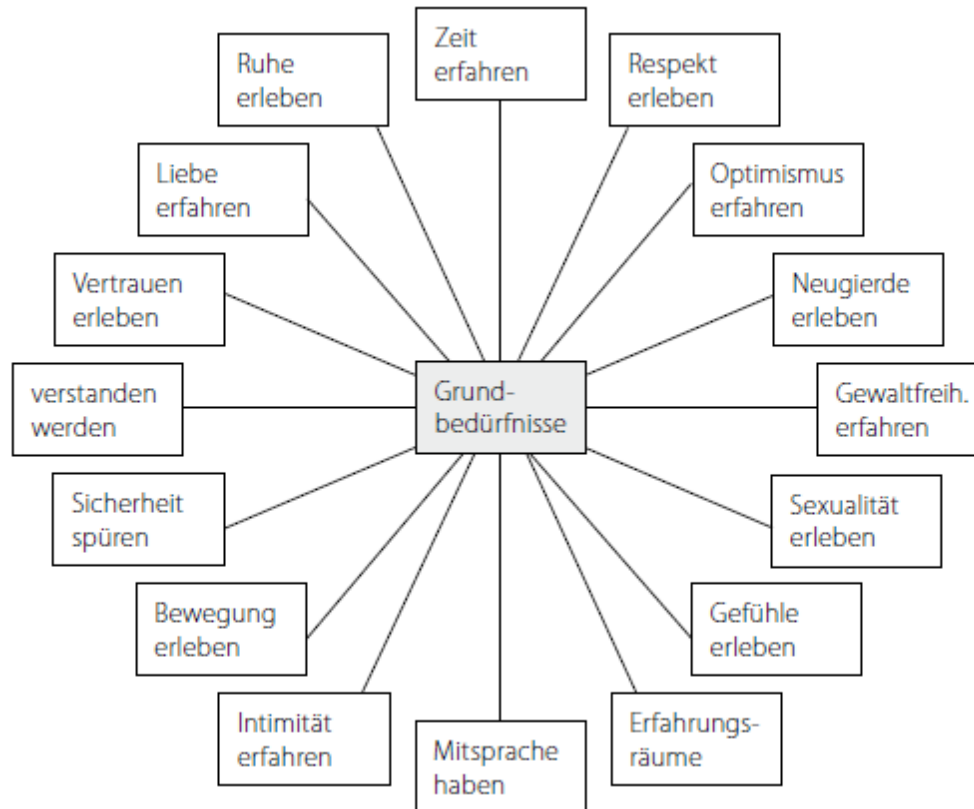 Zeit
erfahren
Ruhe
erleben
Respekt
erleben
Liebe
erfahren
Optimismus
erfahren
Vertrauen
erleben
Neugierde
erleben
verstanden
werden
Grund-
bedürfnisse
Gewaltfreih.
erfahren
Sicherheit
spüren
Sexualität
erleben
Bewegung
erleben
Gefühle
erleben
Intimität
erfahren
Mitsprache
haben
Erfahrungs-
räume